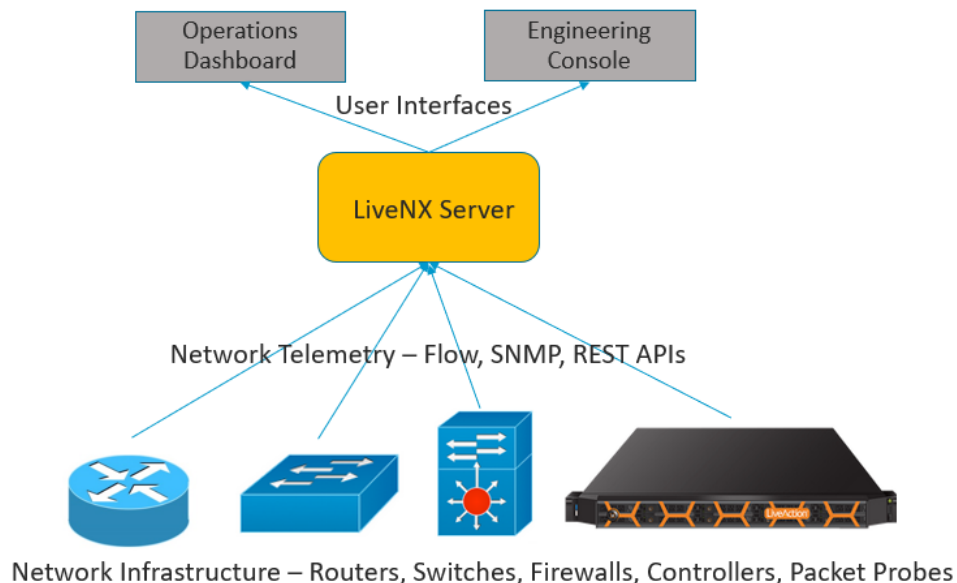 Operations
Dashboard
Engineering
Console
User Interfaces
LiveNX Server
Network Telemetry – Flow, SNMP, REST APIs
LiveAction
Network Infrastructure – Routers, Switches, Firewalls, Controllers, Packet Probes